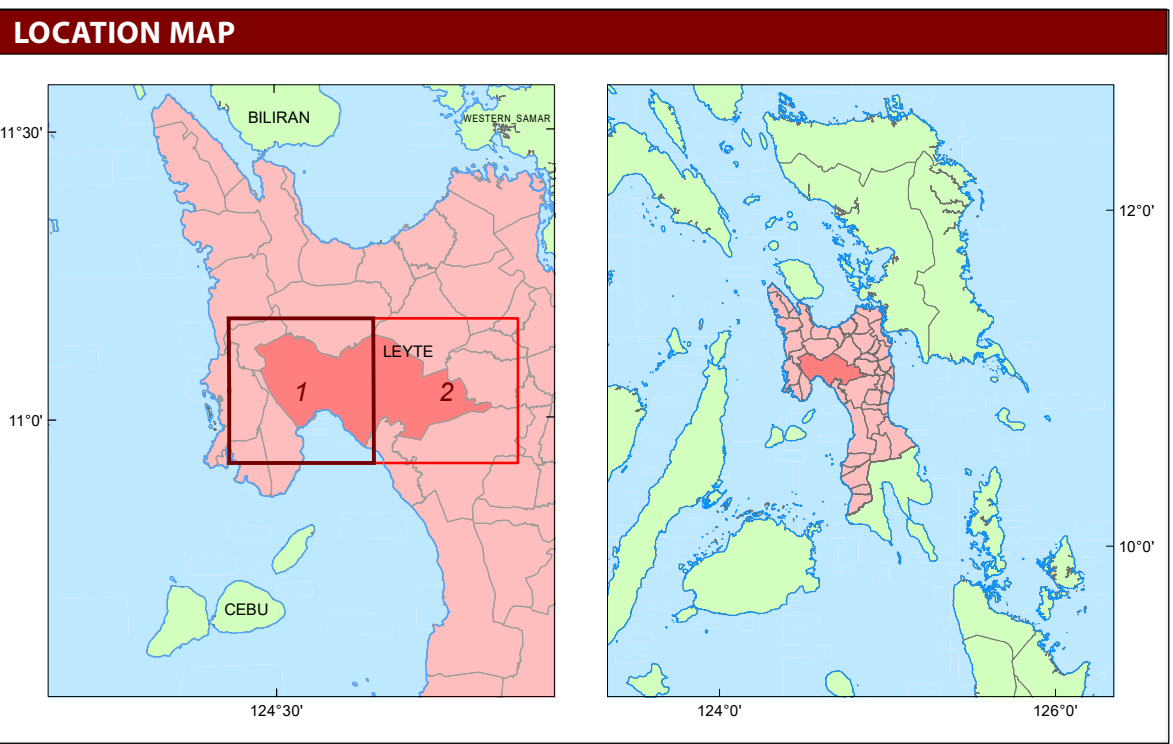 LOCATION MAP
BILIRAN
WESTERN SAMAR
11°30'
LEYTE
1
2
11°0'
CEBU
124°30'
12°0'
10°0'
124°0'
126°0'